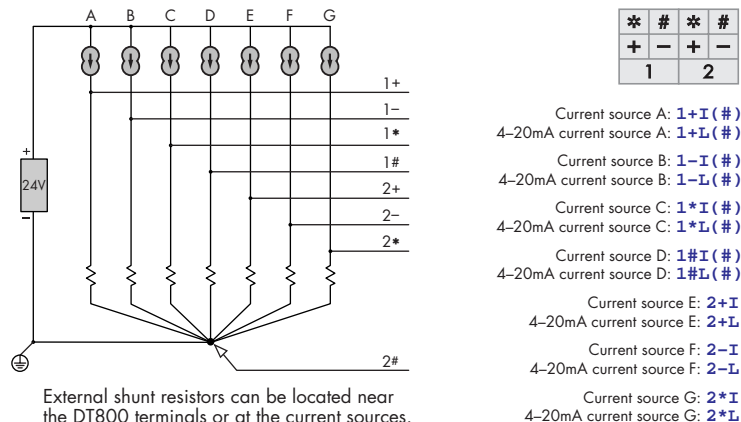 A B C D E F G
+
24V
−
1+
1−
1*
1#
2+
2−
2*
2#
External shunt resistors can be located near
the DT800 terminals or at the current sources.
* # * #
+ − + −
1 2
Current source A: 1+I(#)
4–20mA current source A: 1+L(#)
Current source B: 1−I(#)
4–20mA current source B: 1−L(#)
Current source C: 1*I(#)
4–20mA current source C: 1*L(#)
Current source D: 1#I(#)
4–20mA current source D: 1#L(#)
Current source E: 2+I
4–20mA current source E: 2+L
Current source F: 2−I
4–20mA current source F: 2−L
Current source G: 2*I
4–20mA current source G: 2*L